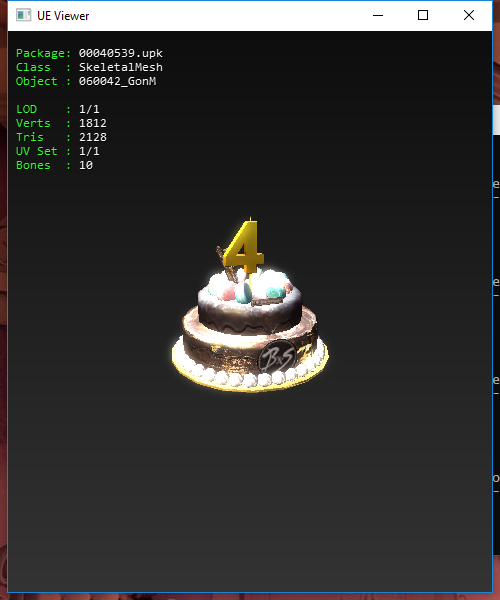 UE Viewer
Package: 00040539.upk
Class : SkeletalMesh
Object : 060042_GonM
LOD : 1/1
Verts : 1812
Tris : 2128
UV Set : 1/1
Bones : 10
4
B&S